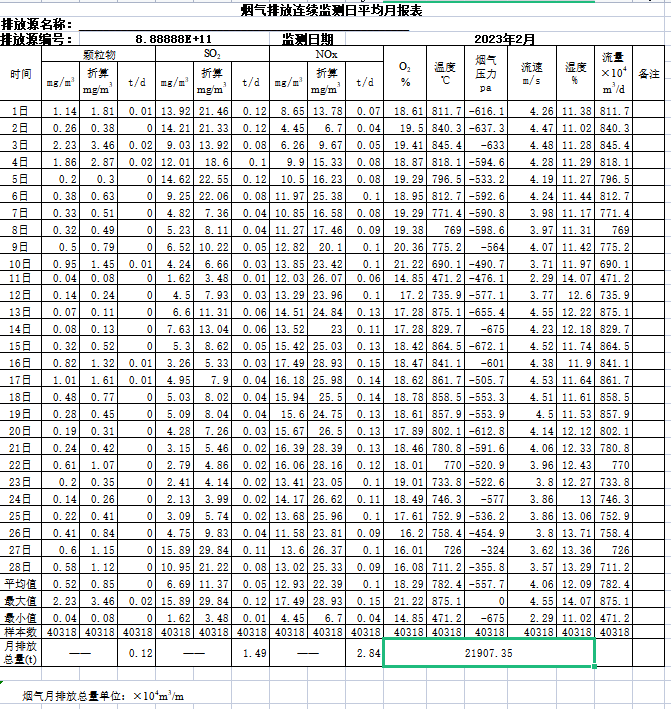 烟气排放连续监测日平均月报表
排放源名称：
排放源编号： 8.88888E+11 监测日期 2023年2月
时间 颗粒物 SO₂ NOx O₂ % 温度 ℃ 烟气压力 pa 流速 m/s 湿度 % 流量 ×10⁴ m³/d 备注
mg/m³ 折算 mg/m³ t/d mg/m³ 折算 mg/m³ t/d mg/m³ 折算 mg/m³ t/d
1日 1.14 1.81 0.01 13.92 21.46 0.12 8.65 13.78 0.07 18.61 811.7 -616.1 4.26 11.38 811.7
2日 0.26 0.38 0 14.21 21.33 0.12 4.45 6.7 0.04 19.5 840.3 -637.3 4.47 11.02 840.3
3日 2.23 3.46 0.02 9.03 13.92 0.08 6.26 9.67 0.05 19.41 845.4 -633 4.48 11.28 845.4
4日 1.86 2.87 0.02 12.01 18.6 0.1 9.9 15.33 0.08 18.87 818.1 -594.6 4.28 11.29 818.1
5日 0.2 0.3 0 14.62 22.55 0.12 10.5 16.23 0.08 19.29 796.5 -533.2 4.19 11.27 796.5
6日 0.38 0.63 0 9.25 22.06 0.08 11.97 25.38 0.1 18.95 812.7 -592.6 4.24 11.44 812.7
7日 0.33 0.51 0 4.82 7.36 0.04 10.85 16.58 0.08 19.29 771.4 -590.8 3.98 11.17 771.4
8日 0.32 0.49 0 5.23 8.11 0.04 11.27 17.46 0.09 19.38 769 -598.6 3.97 11.31 769
9日 0.5 0.79 0 6.52 10.22 0.05 12.82 20.1 0.1 20.36 775.2 -564 4.07 11.42 775.2
10日 0.95 1.45 0.01 4.24 6.66 0.03 13.85 23.42 0.1 21.22 690.1 -490.7 3.71 11.97 690.1
11日 0.04 0.08 0 1.62 3.48 0.01 12.03 26.07 0.06 14.85 471.2 -476.1 2.29 14.07 471.2
12日 0.14 0.24 0 4.5 7.93 0.03 13.29 23.96 0.1 17.2 735.9 -577.1 3.77 12.6 735.9
13日 0.07 0.11 0 6.6 11.31 0.06 14.51 24.84 0.13 17.28 875.1 -655.4 4.55 12.22 875.1
14日 0.08 0.13 0 7.63 13.04 0.06 13.52 23 0.11 17.28 829.7 -675 4.23 12.18 829.7
15日 0.32 0.52 0 5.3 8.62 0.05 15.42 25.03 0.13 18.42 864.5 -672.1 4.52 11.74 864.5
16日 0.82 1.32 0.01 3.26 5.33 0.03 17.49 28.93 0.15 18.47 841.1 -601 4.38 11.9 841.1
17日 1.01 1.61 0.01 4.95 7.9 0.04 16.18 25.98 0.14 18.62 861.7 -505.7 4.53 11.64 861.7
18日 0.48 0.77 0 5.03 8.02 0.04 15.94 25.5 0.14 18.78 858.5 -553.3 4.51 11.61 858.5
19日 0.28 0.45 0 5.09 8.04 0.04 15.6 24.75 0.13 18.61 857.9 -553.9 4.5 11.53 857.9
20日 0.19 0.31 0 4.28 7.26 0.03 15.67 26.5 0.13 17.89 802.1 -612.8 4.14 12.12 802.1
21日 0.24 0.42 0 3.15 5.46 0.02 16.39 28.39 0.13 18.46 780.8 -591.6 4.06 12.33 780.8
22日 0.61 1.07 0 2.79 4.86 0.02 16.06 28.16 0.12 18.01 770 -520.9 3.96 12.43 770
23日 0.2 0.35 0 2.41 4.14 0.02 13.41 23.05 0.1 19.01 733.8 -522.6 3.8 12.27 733.8
24日 0.14 0.26 0 2.13 3.99 0.02 14.17 26.62 0.11 18.49 746.3 -577 3.86 13 746.3
25日 0.22 0.41 0 3.09 5.74 0.02 13.68 25.96 0.1 17.61 752.9 -536.2 3.86 13.06 752.9
26日 0.41 0.84 0 4.75 9.83 0.04 11.58 23.81 0.09 16.2 758.4 -454.9 3.8 13.71 758.4
27日 0.6 1.15 0 15.89 29.84 0.11 13.6 26.37 0.1 16.01 726 -324 3.62 13.36 726
28日 0.58 1.12 0 10.95 21.22 0.08 13.02 25.33 0.09 16.08 711.2 -355.8 3.57 13.29 711.2
平均值 0.52 0.85 0 6.69 11.37 0.05 12.93 22.39 0.1 18.29 782.4 -557.7 4.06 12.09 782.4
最大值 2.23 3.46 0.02 15.89 29.84 0.12 17.49 28.93 0.15 21.22 875.1 0 4.55 14.07 875.1
最小值 0.04 0.08 0 1.62 3.48 0.01 4.45 6.7 0.04 14.85 471.2 -675 2.29 11.02 471.2
样本数 40318 40318 40318 40318 40318 40318 40318 40318 40318 40318 40318 40318 40318 40318 40318
月排放总量(t) —— 0.12 —— 1.49 —— 2.84 21907.35
烟气月排放总量单位：×10⁴m³/m